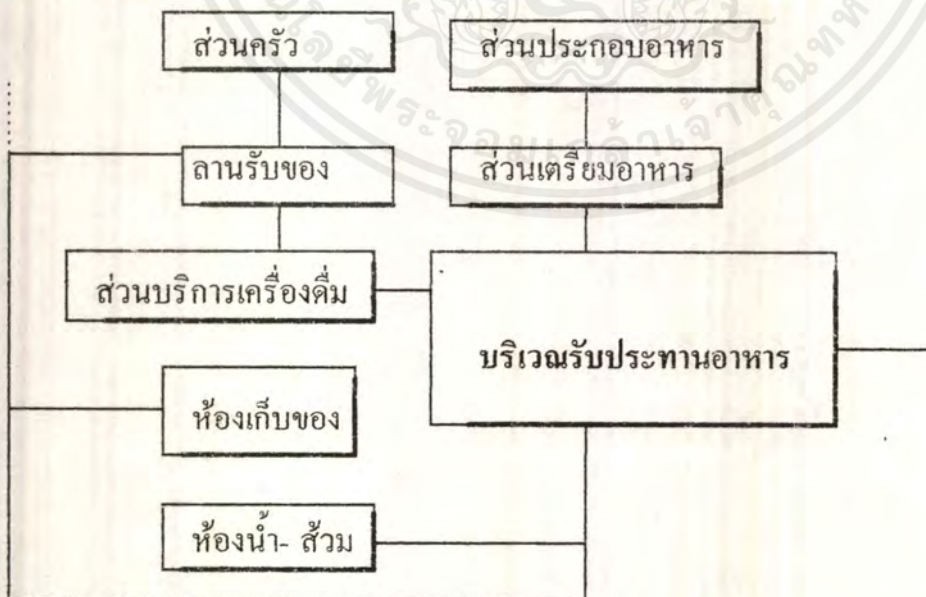 ส่วนครัว
ส่วนประกอบอาหาร
ลานรับของ
ส่วนเตรียมอาหาร
ส่วนบริการเครื่องดื่ม
บริเวณรับประทานอาหาร
ห้องเก็บของ
ห้องน้ำ- ส้วม